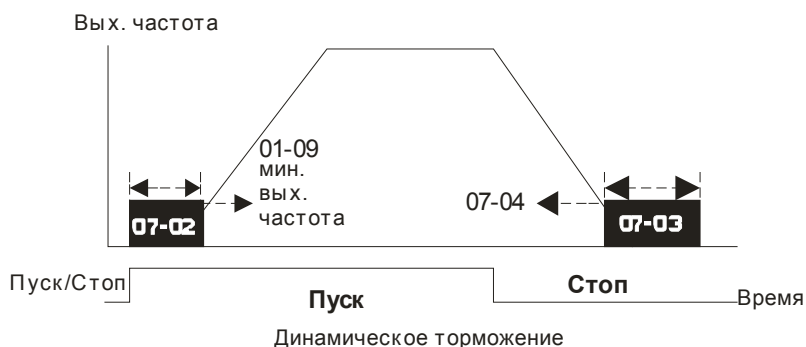 Вых. частота
01-09
мин.
вых.
частота
07-02
07-04
07-03
Пуск/Стоп
Пуск
Стоп
Время
Динамическое торможение